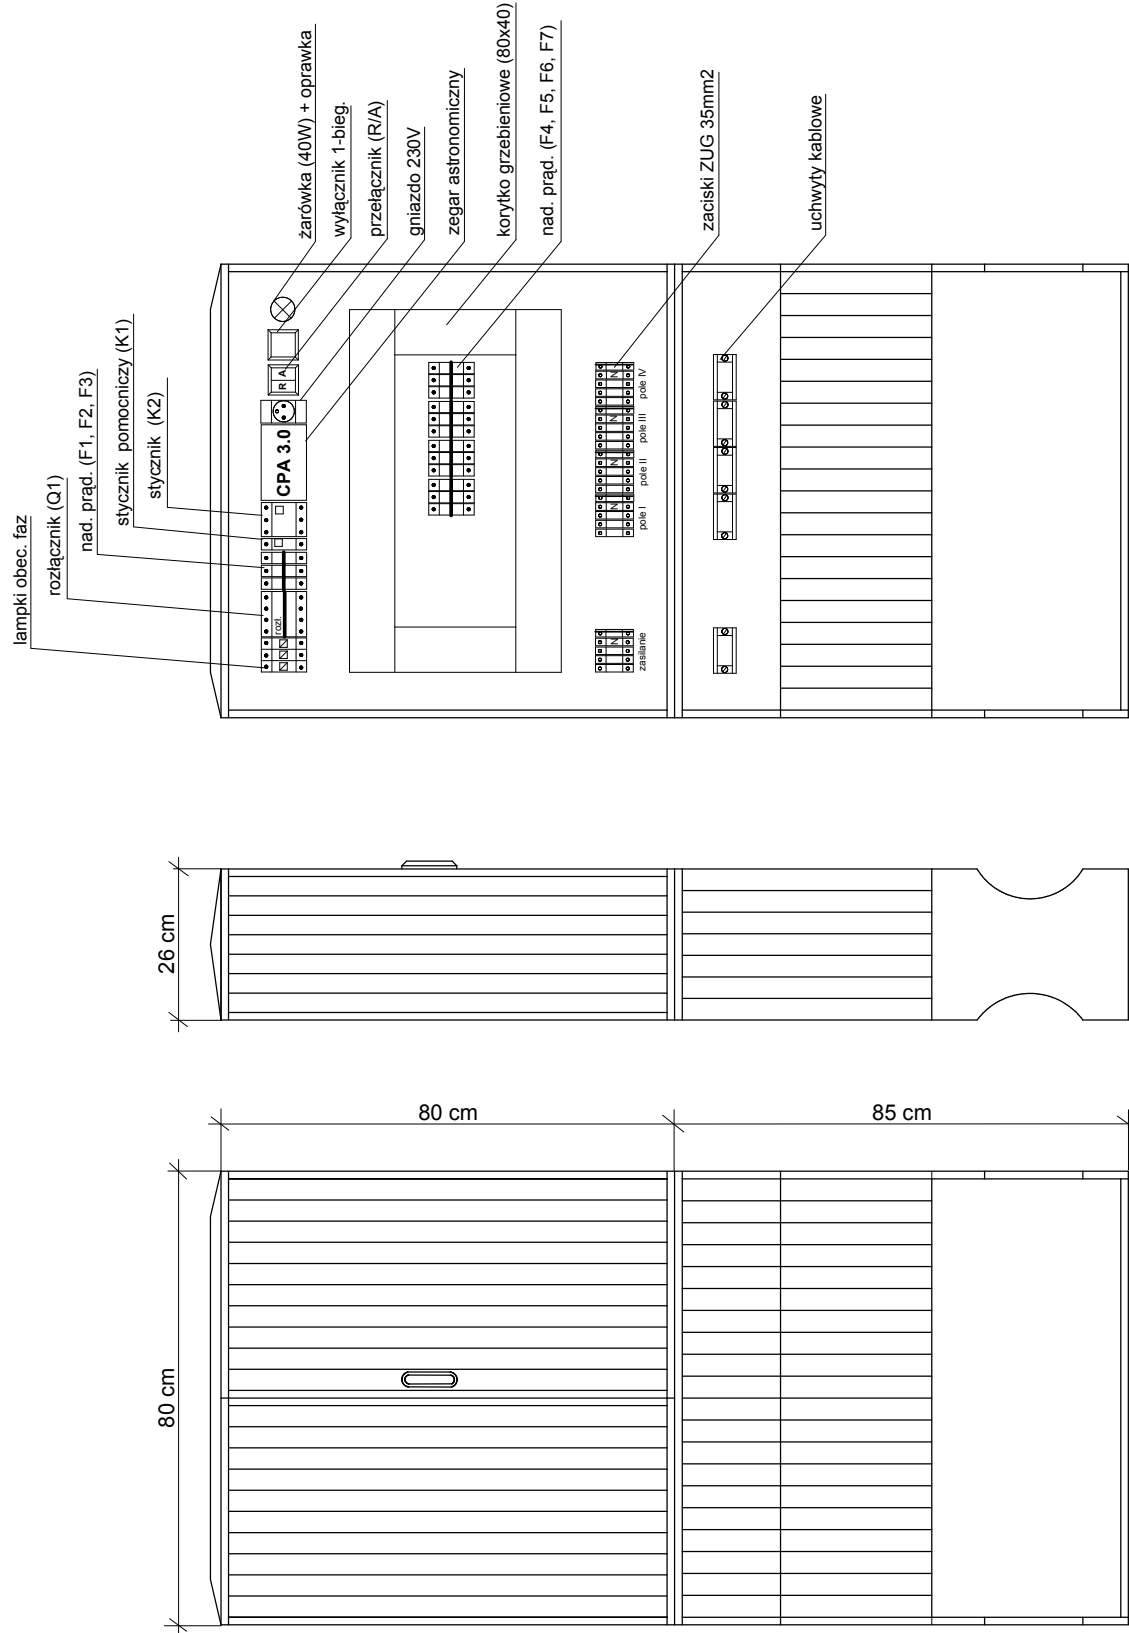 lampki obec. faz
rozłącznik (Q1)
nad. prąd. (F1, F2, F3)
stycznik pomocniczy (K1)
stycznik (K2)
żarówka (40W) + oprawka
wyłącznik 1-bieg.
przełącznik (R/A)
gniazdo 230V
zegar astronomiczny
korytko grzebieniowe (80x40)
nad. prąd. (F4, F5, F6, F7)
zaciski ZUG 35mm2
uchwyty kablowe
rozł.
CPA 3.0
R A
N
N
N
N
N
zasilanie
pole I
pole II
pole III
pole IV
26 cm
80 cm
85 cm
80 cm